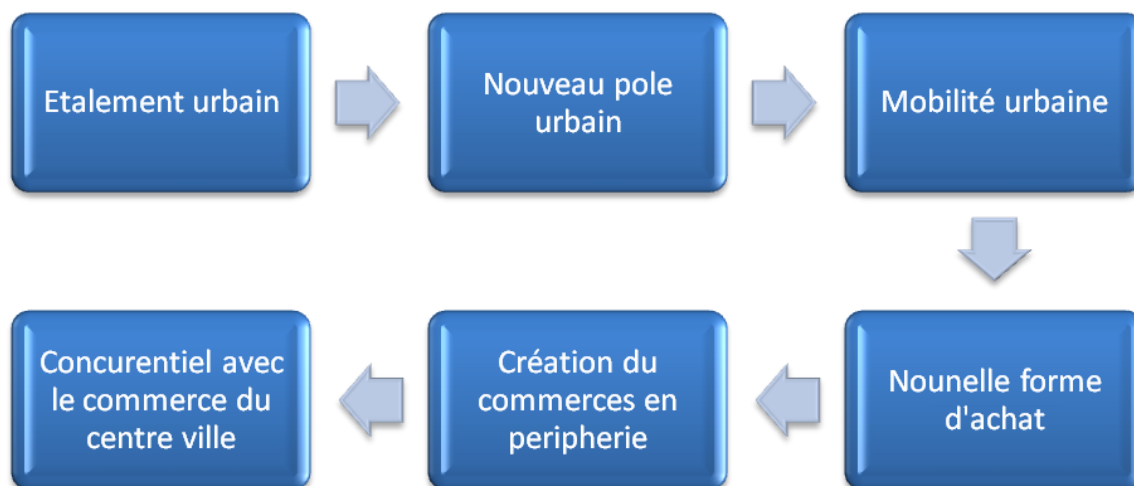 Etalement urbain
Nouveau pole
urbain
Mobilité urbaine
Nounelle forme
d'achat
Création du
commerces en
peripherie
Concurentiel avec
le commerce du
centre ville